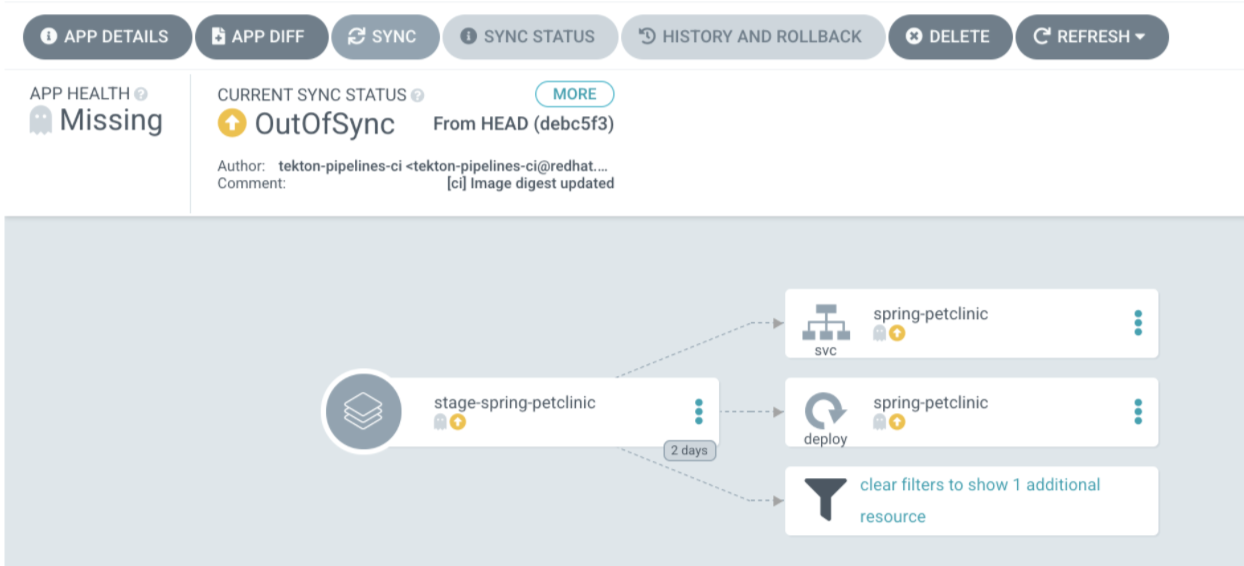 APP DETAILS
APP DIFF
SYNC
SYNC STATUS
HISTORY AND ROLLBACK
DELETE
REFRESH
APP HEALTH
Missing
CURRENT SYNC STATUS
MORE
OutOfSync
From HEAD (debc5f3)
Author: tekton-pipelines-ci <tekton-pipelines-ci@redhat....
Comment: [ci] Image digest updated
stage-spring-petclinic
2 days
spring-petclinic
svc
spring-petclinic
deploy
clear filters to show 1 additional
resource